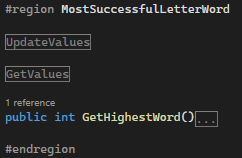 #region MostSuccessfulLetterWord
UpdateValues
GetValues
1 reference
public int GetHighestWord()...
#endregion